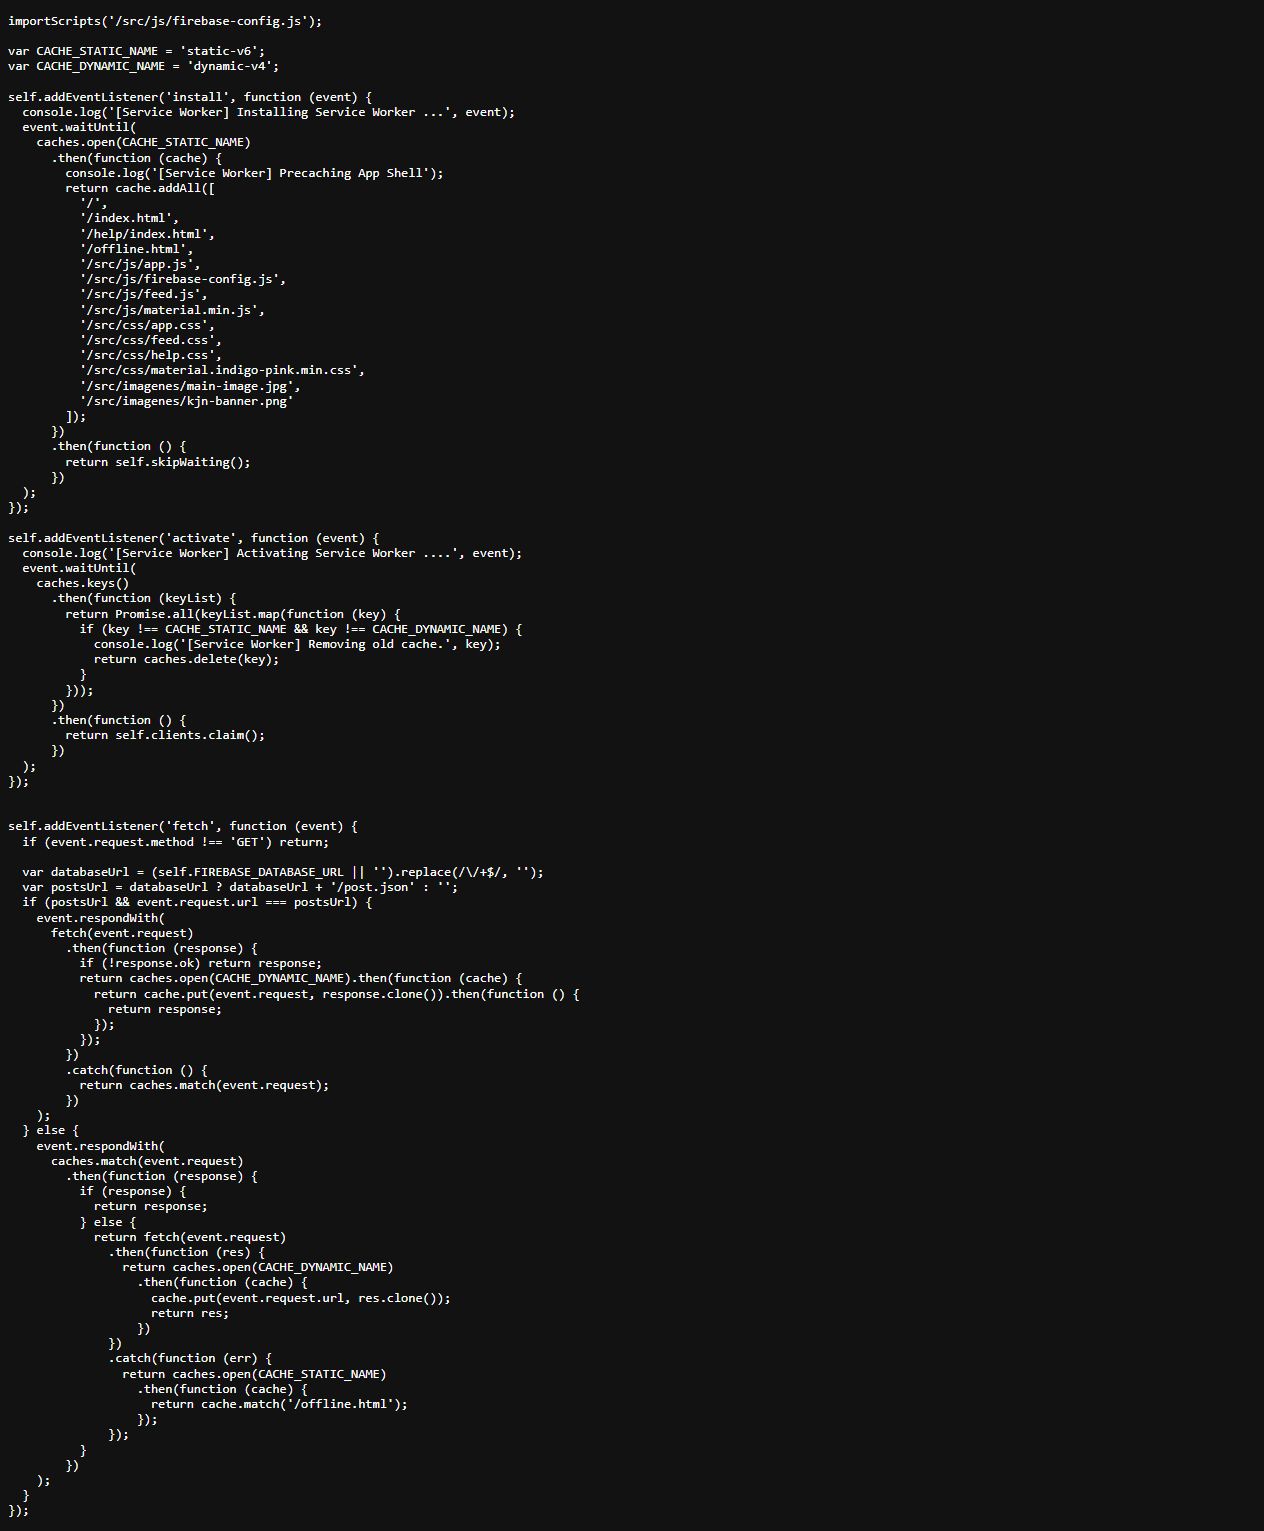 importScripts('/src/js/firebase-config.js');

var CACHE_STATIC_NAME = 'static-v6';
var CACHE_DYNAMIC_NAME = 'dynamic-v4';

self.addEventListener('install', function (event) {
  console.log('[Service Worker] Installing Service Worker ...', event);
  event.waitUntil(
    caches.open(CACHE_STATIC_NAME)
      .then(function (cache) {
        console.log('[Service Worker] Precaching App Shell');
        return cache.addAll([
          '/',
          '/index.html',
          '/help/index.html',
          '/offline.html',
          '/src/js/app.js',
          '/src/js/firebase-config.js',
          '/src/js/feed.js',
          '/src/js/material.min.js',
          '/src/css/app.css',
          '/src/css/feed.css',
          '/src/css/help.css',
          '/src/css/material.indigo-pink.min.css',
          '/src/imagenes/main-image.jpg',
          '/src/imagenes/kjn-banner.png'
        ]);
      })
      .then(function () {
        return self.skipWaiting();
      })
  );
});

self.addEventListener('activate', function (event) {
  console.log('[Service Worker] Activating Service Worker ....', event);
  event.waitUntil(
    caches.keys()
      .then(function (keyList) {
        return Promise.all(keyList.map(function (key) {
          if (key !== CACHE_STATIC_NAME && key !== CACHE_DYNAMIC_NAME) {
            console.log('[Service Worker] Removing old cache.', key);
            return caches.delete(key);
          }
        }));
      })
      .then(function () {
        return self.clients.claim();
      })
  );
});


self.addEventListener('fetch', function (event) {
  if (event.request.method !== 'GET') return;

  var databaseUrl = (self.FIREBASE_DATABASE_URL || '').replace(/\/+$/, '');
  var postsUrl = databaseUrl ? databaseUrl + '/post.json' : '';
  if (postsUrl && event.request.url === postsUrl) {
    event.respondWith(
      fetch(event.request)
        .then(function (response) {
          if (!response.ok) return response;
          return caches.open(CACHE_DYNAMIC_NAME).then(function (cache) {
            return cache.put(event.request, response.clone()).then(function () {
              return response;
            });
          });
        })
        .catch(function () {
          return caches.match(event.request);
        })
    );
  } else {
    event.respondWith(
      caches.match(event.request)
        .then(function (response) {
          if (response) {
            return response;
          } else {
            return fetch(event.request)
              .then(function (res) {
                return caches.open(CACHE_DYNAMIC_NAME)
                  .then(function (cache) {
                    cache.put(event.request.url, res.clone());
                    return res;
                  })
              })
              .catch(function (err) {
                return caches.open(CACHE_STATIC_NAME)
                  .then(function (cache) {
                    return cache.match('/offline.html');
                  });
              });
          }
        })
    );
  }
});